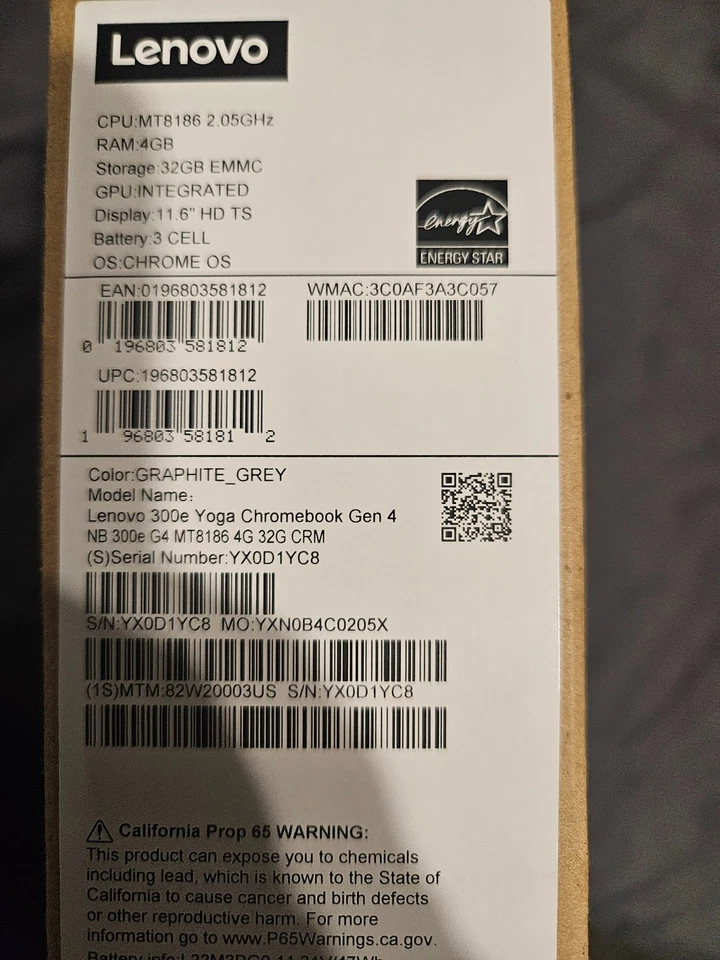 Lenovo
CPU:MT8186 2.05GHz
RAM:4GB
Storage:32GB EMMC
GPU:INTEGRATED
Display:11.6" HD TS
Battery:3 CELL
OS:CHROME OS
energy
ENERGY STAR
EAN:0196803581812 WMAC:3C0AF3A3C057
0 196803 581812
UPC:196803581812
1 96803 58181 2
Color:GRAPHITE_GREY
Model Name:
Lenovo 300e Yoga Chromebook Gen 4
NB 300e G4 MT8186 4G 32G CRM
(S)Serial Number:YX0D1YC8
S/N:YX0D1YC8 MO:YXN0B4C0205X
(1S)MTM:82W20003US S/N:YX0D1YC8
California Prop 65 WARNING:
This product can expose you to chemicals
including lead, which is known to the State of
California to cause cancer and birth defects
or other reproductive harm. For more
information go to www.P65Warnings.ca.gov.
Battery info: